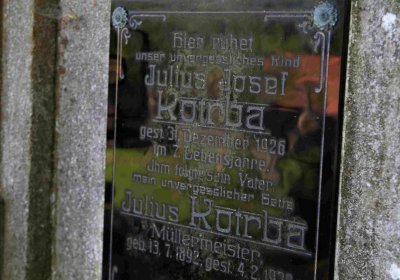 Hier ruhet
unser unvergessliches Kind
Julius Josef
Kotrba
gest. 31. Dezember 1926
im 7. Lebensjahre.
Ihm folgte sein Vater
mein unvergesslicher Gatte
Julius Kotrba
Müllermeister,
geb. 13. 7. 1892, gest. 4. 2.